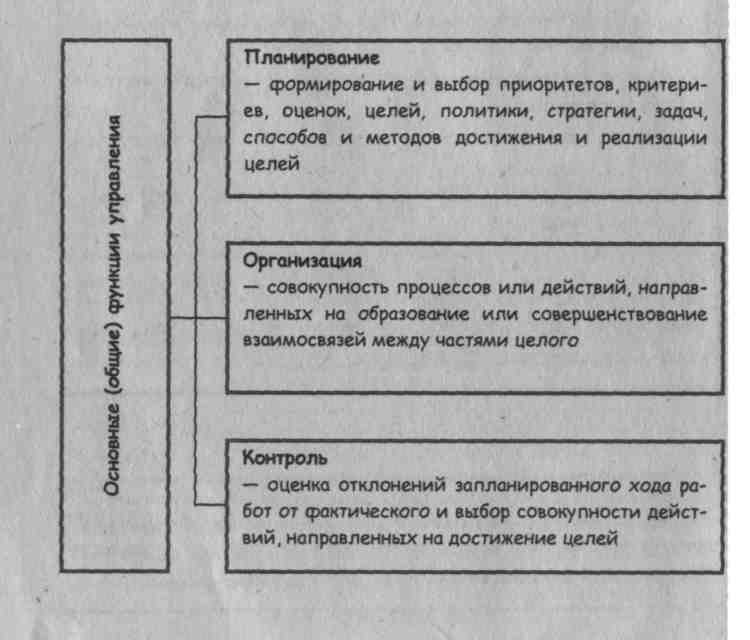 Основные (общие) функции управления
Планирование
— формирование и выбор приоритетов, критери-
ев, оценок, целей, политики, стратегии, задач,
способов и методов достижения и реализации
целей
Организация
— совокупность процессов или действий, направ-
ленных на образование или совершенствование
взаимосвязей между частями целого
Контроль
— оценка отклонений запланированного хода ра-
бот от фактического и выбор совокупности дейст-
вий, направленных на достижение целей